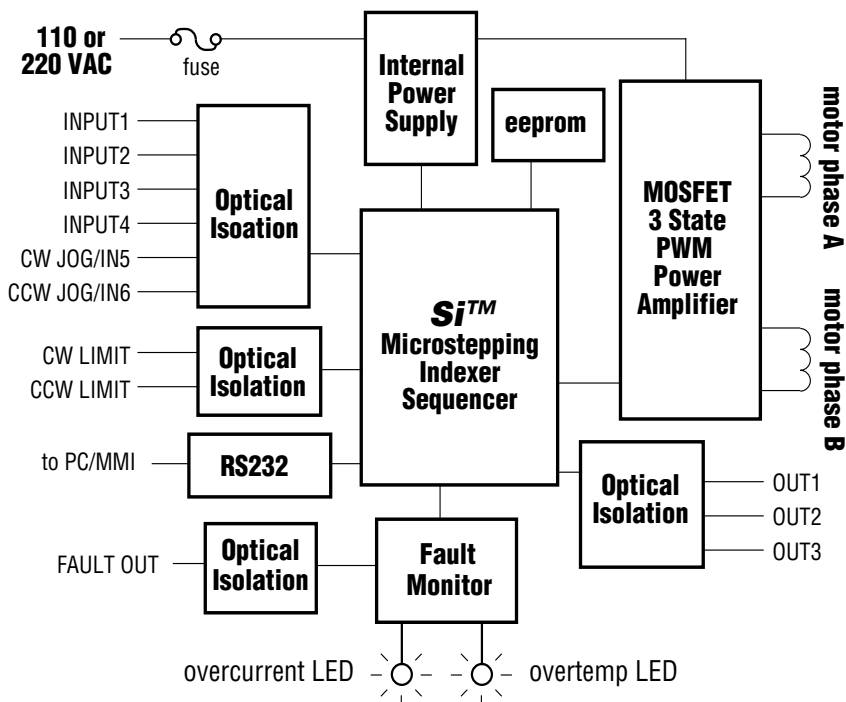 110 or
220 VAC
fuse
Internal
Power
Supply
eeprom
MOSFET
3 State
PWM
Power
Amplifier
motor phase A
motor phase B
INPUT1
INPUT2
INPUT3
INPUT4
CW JOG/IN5
CCW JOG/IN6
Optical
Isoation
Si™
Microstepping
Indexer
Sequencer
CW LIMIT
CCW LIMIT
Optical
Isolation
to PC/MMI
RS232
Optical
Isolation
OUT1
OUT2
OUT3
FAULT OUT
Optical
Isolation
Fault
Monitor
overcurrent LED
overtemp LED